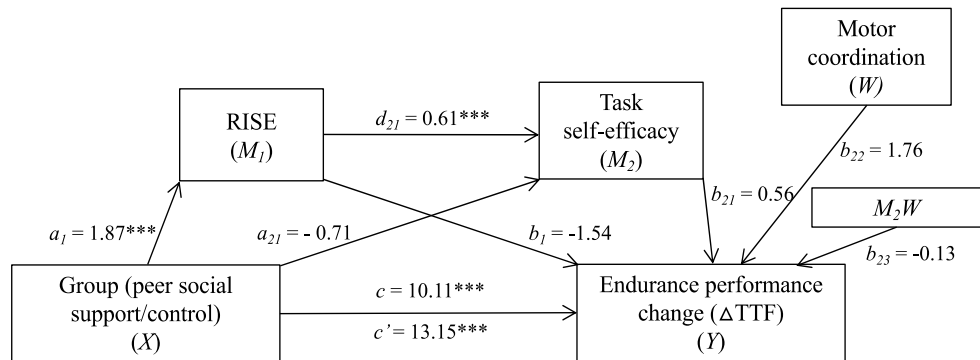 Motor
coordination
(W)
RISE
(M1)
d21 = 0.61***
Task
self-efficacy
(M2)
b22 = 1.76
b21 = 0.56
M2W
a1 = 1.87***
a21 = - 0.71
b1 = -1.54
b23 = -0.13
Group (peer social
support/control)
(X)
c = 10.11***
c’ = 13.15***
Endurance performance
change (△TTF)
(Y)